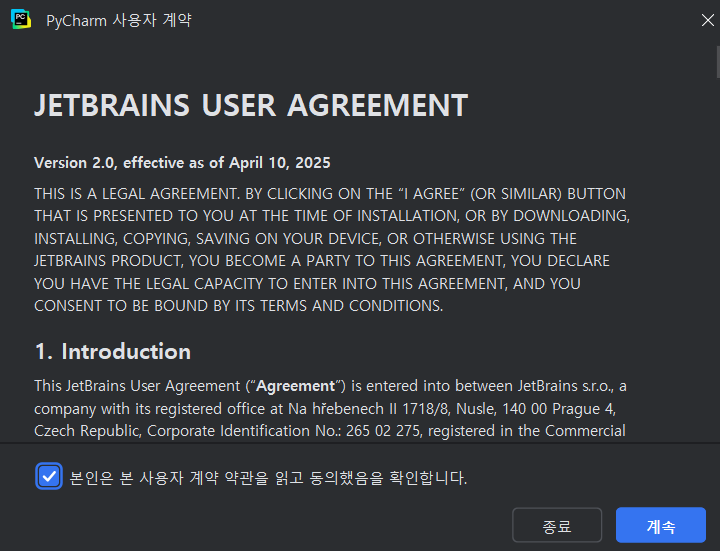 PC
PyCharm 사용자 계약
JETBRAINS USER AGREEMENT
Version 2.0, effective as of April 10, 2025
THIS IS A LEGAL AGREEMENT. BY CLICKING ON THE “I AGREE” (OR SIMILAR) BUTTON
THAT IS PRESENTED TO YOU AT THE TIME OF INSTALLATION, OR BY DOWNLOADING,
INSTALLING, COPYING, SAVING ON YOUR DEVICE, OR OTHERWISE USING THE
JETBRAINS PRODUCT, YOU BECOME A PARTY TO THIS AGREEMENT, YOU DECLARE
YOU HAVE THE LEGAL CAPACITY TO ENTER INTO THIS AGREEMENT, AND YOU
CONSENT TO BE BOUND BY ITS TERMS AND CONDITIONS.
1. Introduction
This JetBrains User Agreement (“Agreement”) is entered into between JetBrains s.r.o., a
company with its registered office at Na hřebenech II 1718/8, Nusle, 140 00 Prague 4,
Czech Republic, Corporate Identification No.: 265 02 275, registered in the Commercial
본인은 본 사용자 계약 약관을 읽고 동의했음을 확인합니다.
종료
계속